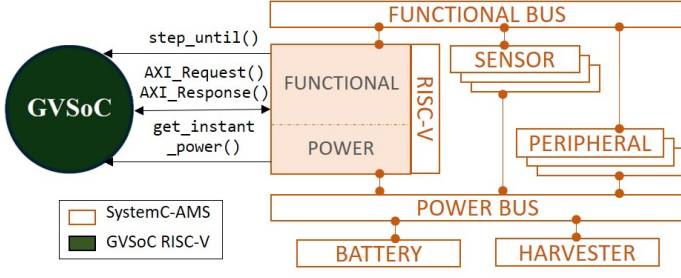 FUNCTIONAL BUS
step_until()
AXI_Request()
AXI_Response()
get_instant
_power()
GVSoC
FUNCTIONAL
POWER
RISC-V
SENSOR
PERIPHERAL
POWER BUS
BATTERY
HARVESTER
SystemC-AMS
GVSoC RISC-V